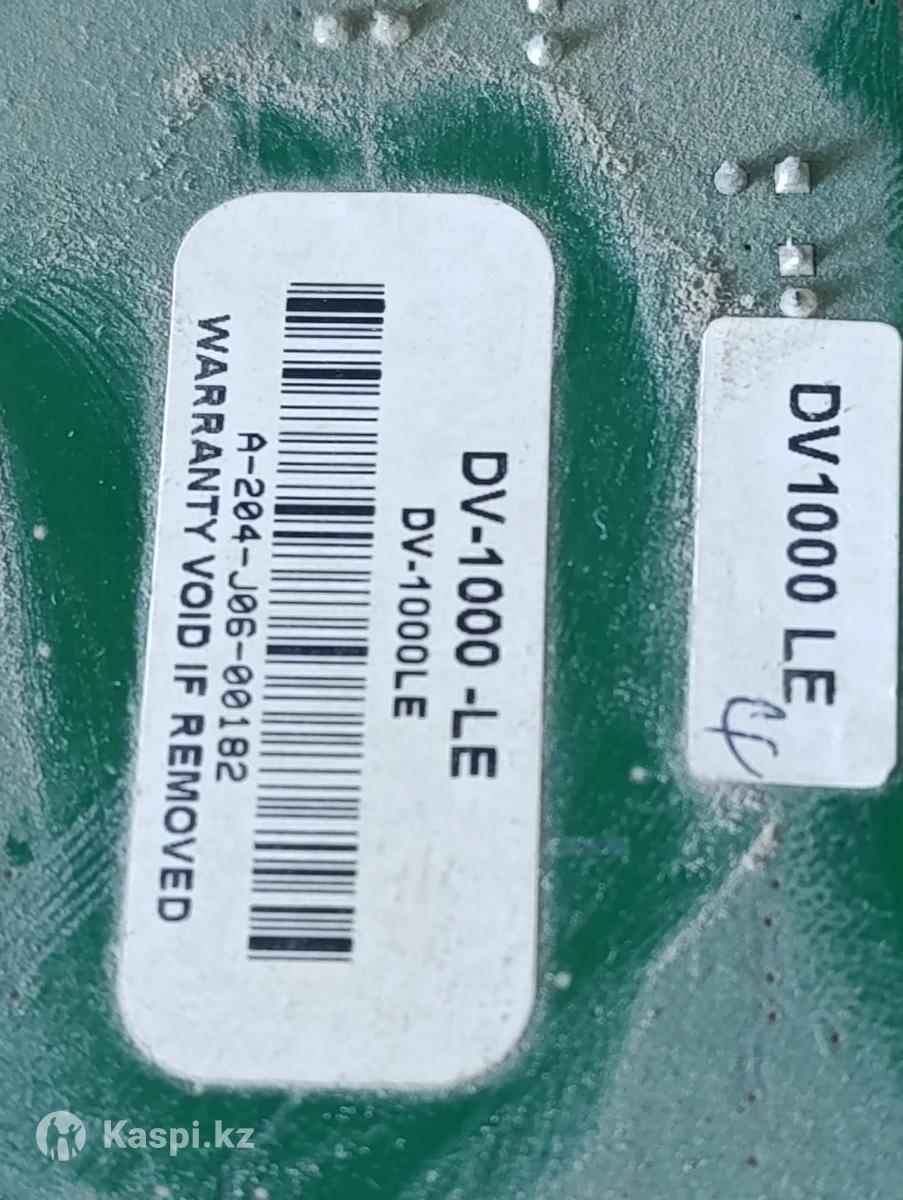 DV-1000 -LE
DV-1000LE
A-204-J06-00182
WARRANTY VOID IF REMOVED
DV1000 LE
Kaspi.kz